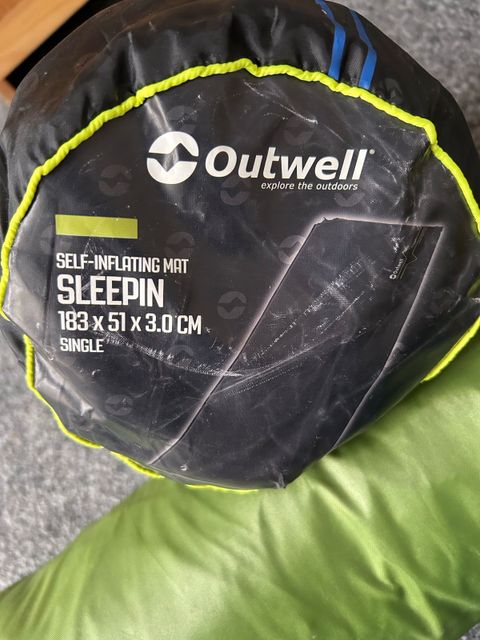 Outwell®
explore the outdoors
SELF-INFLATING MAT
SLEEPIN
183 x 51 x 3.0 CM
SINGLE